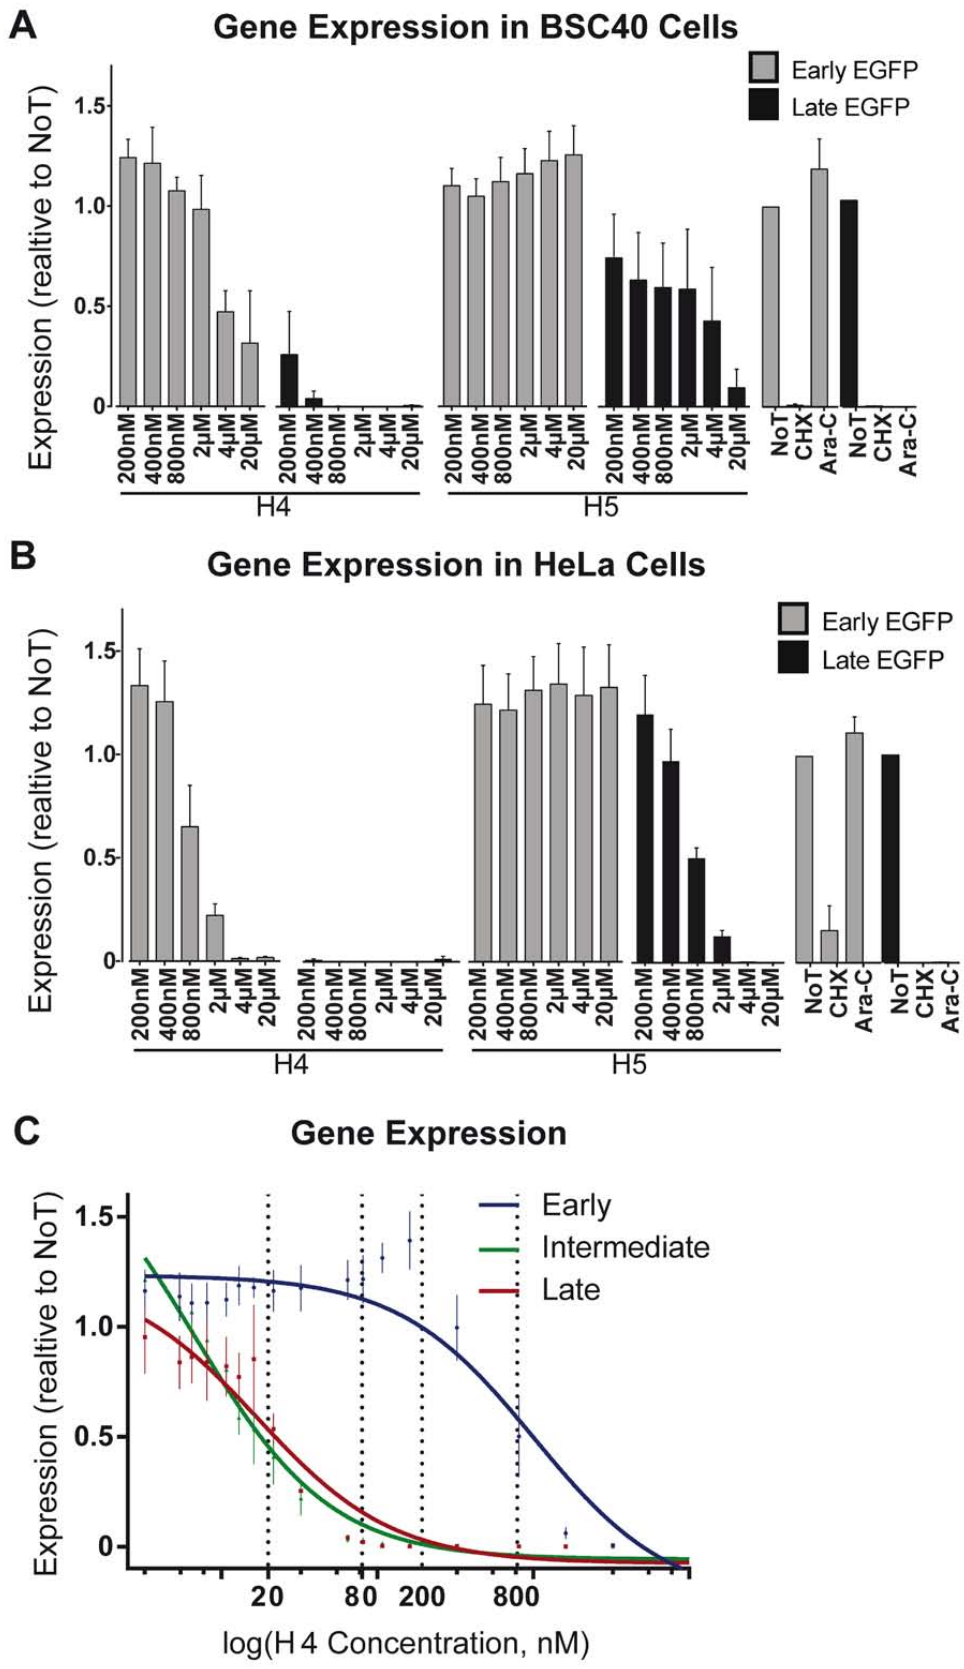 A
Gene Expression in BSC40 Cells
Early EGFP
Late EGFP
Expression (realtive to NoT)
1.5
1.0
0.5
0
200nM 400nM 800nM 2µM 4µM 20µM 200nM 400nM 800nM 2µM 4µM 20µM 200nM 400nM 800nM 2µM 4µM 20µM 200nM 400nM 800nM 2µM 4µM 20µM NoT CHX Ara-C NoT CHX Ara-C
H4 H5
B
Gene Expression in HeLa Cells
Early EGFP
Late EGFP
Expression (realtive to NoT)
1.5
1.0
0.5
0
200nM 400nM 800nM 2µM 4µM 20µM 200nM 400nM 800nM 2µM 4µM 20µM 200nM 400nM 800nM 2µM 4µM 20µM 200nM 400nM 800nM 2µM 4µM 20µM NoT CHX Ara-C NoT CHX Ara-C
H4 H5
C
Gene Expression
Early
Intermediate
Late
Expression (realtive to NoT)
1.5
1.0
0.5
0
20 80 200 800
log(H 4 Concentration, nM)